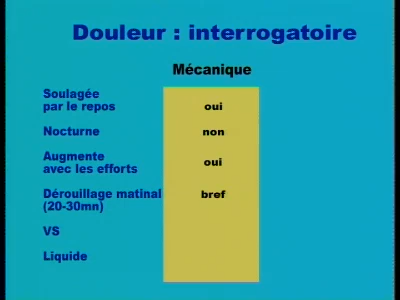 Douleur : interrogatoire
Mécanique
Soulagée
par le repos oui
Nocturne non
Augmente
avec les efforts oui
Dérouillage matinal bref
(20-30mn)
VS
Liquide